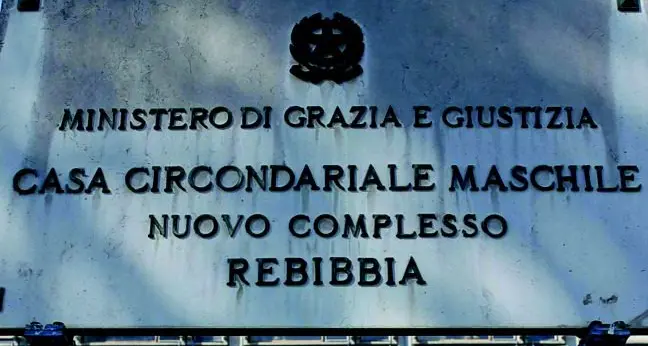 MINISTERO DI GRAZIA E GIUSTIZIA
CASA CIRCONDARIALE MASCHILE
NUOVO COMPLESSO
REBIBBIA